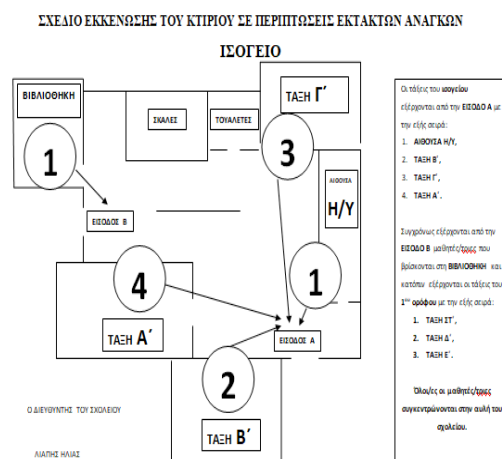 ΣΧΕΔΙΟ ΕΚΚΕΝΩΣΗΣ ΤΟΥ ΚΤΙΡΙΟΥ ΣΕ ΠΕΡΙΠΤΩΣΕΙΣ ΕΚΤΑΚΤΩΝ ΑΝΑΓΚΩΝ
ΙΣΟΓΕΙΟ
ΒΙΒΛΙΟΘΗΚΗ
1
ΣΚΑΛΕΣ
ΤΟΥΑΛΕΤΕΣ
ΤΑΞΗ Γ΄
3
ΑΙΘΟΥΣΑ
Η/Υ
1
ΕΙΣΟΔΟΣ Β
4
ΤΑΞΗ Α΄
ΕΙΣΟΔΟΣ Α
2
ΤΑΞΗ Β΄
Ο ΔΙΕΥΘΥΝΤΗΣ ΤΟΥ ΣΧΟΛΕΙΟΥ
ΛΙΑΠΗΣ ΗΛΙΑΣ
Οι τάξεις του ισογείου
εξέρχονται από την ΕΙΣΟΔΟ Α με
την εξής σειρά:
1. ΑΙΘΟΥΣΑ Η/Υ,
2. ΤΑΞΗ Β΄,
3. ΤΑΞΗ Γ΄,
4. ΤΑΞΗ Α΄.
Συγχρόνως εξέρχονται από την
ΕΙΣΟΔΟ Β μαθητές/τριες που
βρίσκονται στη ΒΙΒΛΙΟΘΗΚΗ και
κατόπιν εξέρχονται οι τάξεις του
1ου ορόφου με την εξής σειρά:
1. ΤΑΞΗ ΣΤ΄,
2. ΤΑΞΗ Δ΄,
3. ΤΑΞΗ Ε΄.
Όλοι/ες οι μαθητές/τριες
συγκεντρώνονται στην αυλή του
σχολείου.